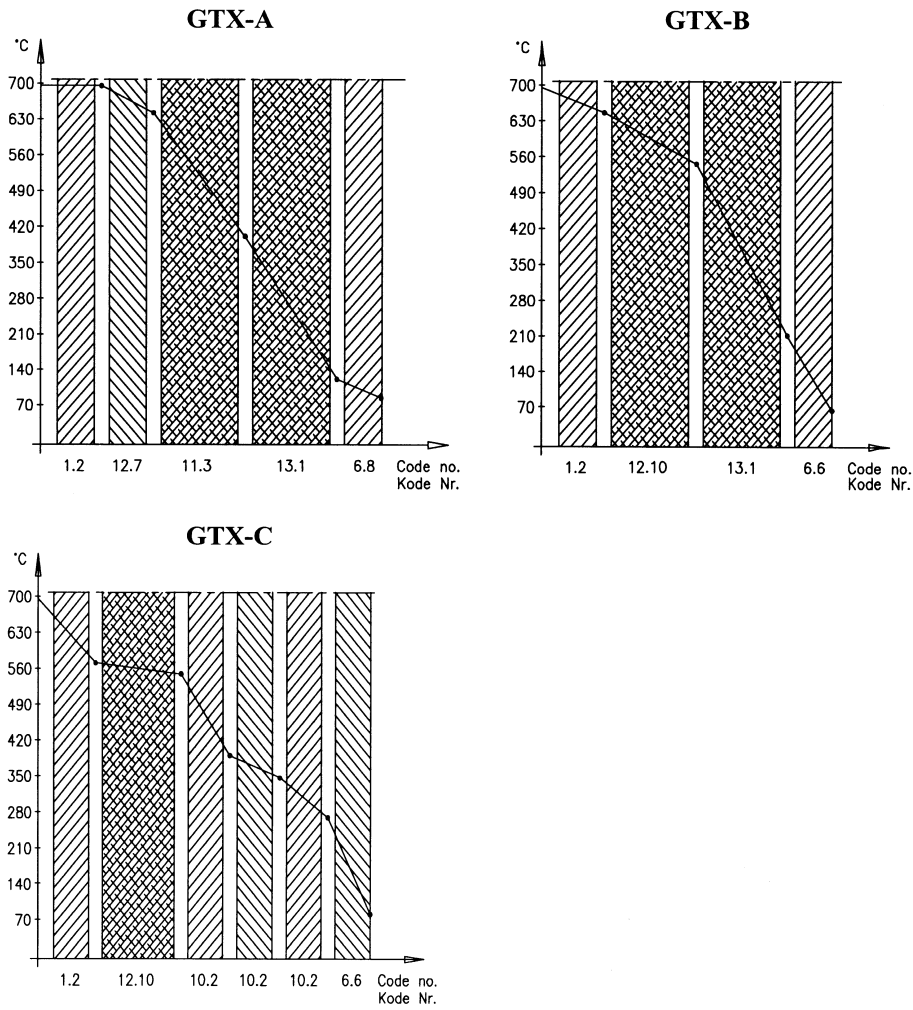 GTX-A
°C
700
630
560
490
420
350
280
210
140
70
1.2 12.7 11.3 13.1 6.8 Code no.
Kode Nr.
GTX-B
°C
700
630
560
490
420
350
280
210
140
70
1.2 12.10 13.1 6.6 Code no.
Kode Nr.
GTX-C
°C
700
630
560
490
420
350
280
210
140
70
1.2 12.10 10.2 10.2 10.2 6.6 Code no.
Kode Nr.